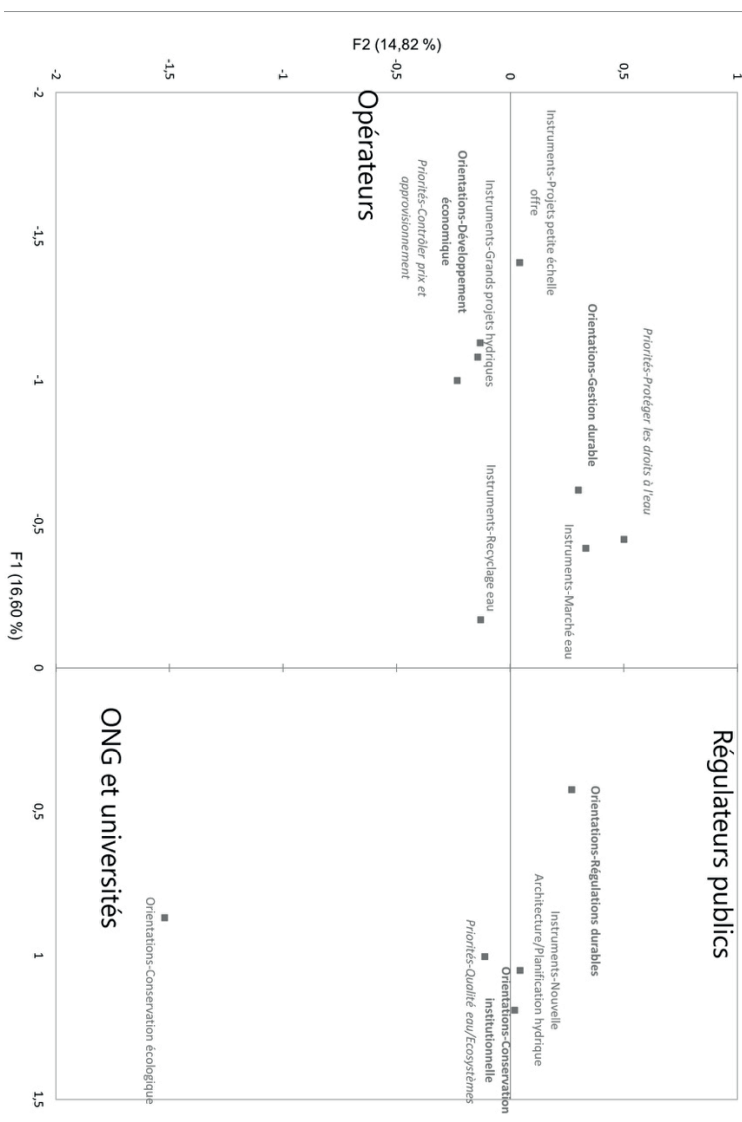 F2 (14,82 %)
-2
-1,5
-1
-0,5
0
0,5
1
-2
-1,5
-1
-0,5
0
0,5
1
1,5
F1 (16,60 %)
Régulateurs publics
Opérateurs
ONG et universités
Priorités-Protéger les droits à l'eau
Orientations-Gestion durable
Instruments-Marché eau
Instruments-Projets petite échelle
offre
Instruments-Grands projets hydriques
Orientations-Développement
économique
Priorités-Contrôler prix et
approvisionnement
Instruments-Recyclage eau
Orientations-Régulations durables
Instruments-Nouvelle
Architecture/Planification hydrique
Orientations-Conservation
institutionnelle
Priorités-Qualité eau/Ecosystèmes
Orientations-Conservation écologique